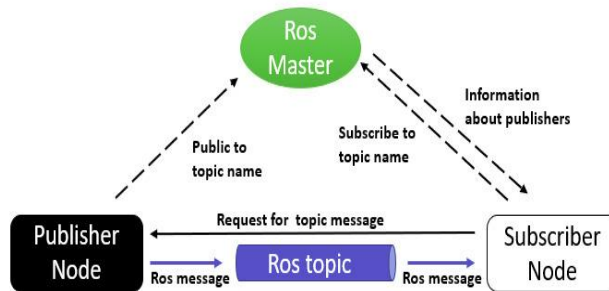 Ros
Master
Information
about publishers
Public to
topic name
Subscribe to
topic name
Request for topic message
Publisher
Node
Ros message
Ros topic
Ros message
Subscriber
Node